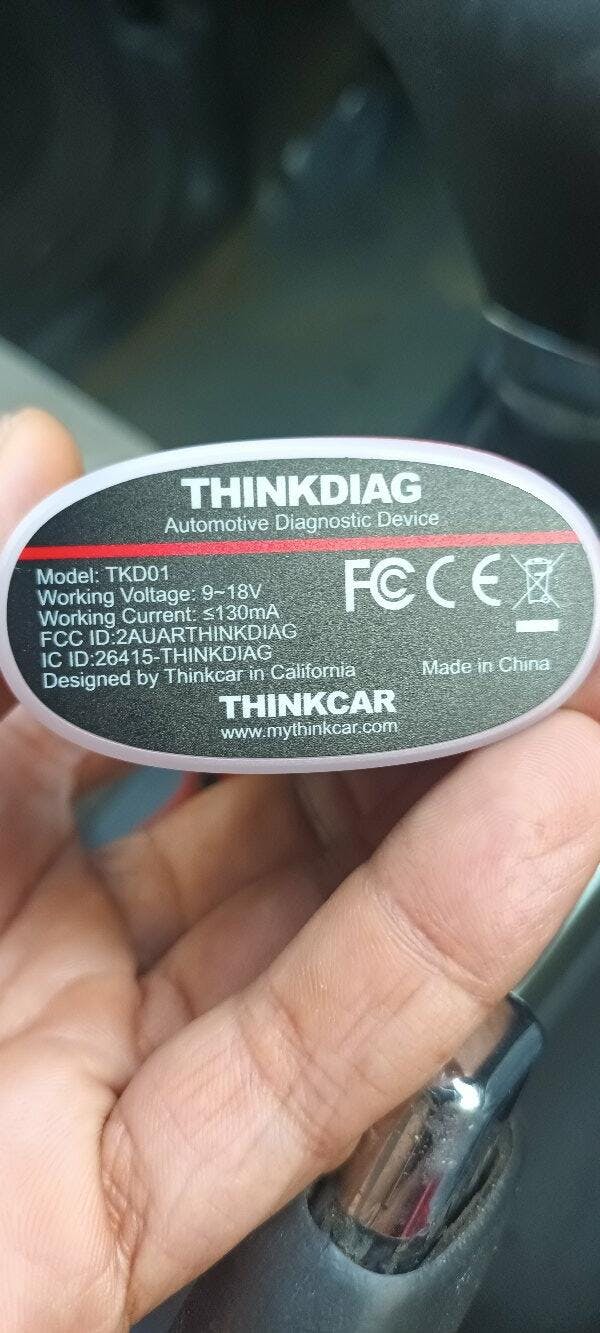 THINKDIAG
Automotive Diagnostic Device
Model: TKD01
Working Voltage: 9~18V
Working Current: ≤130mA
FCC ID:2AUARTHINKDIAG
IC ID:26415-THINKDIAG
Designed by Thinkcar in California
FC CE
Made in China
THINKCAR
www.mythinkcar.com